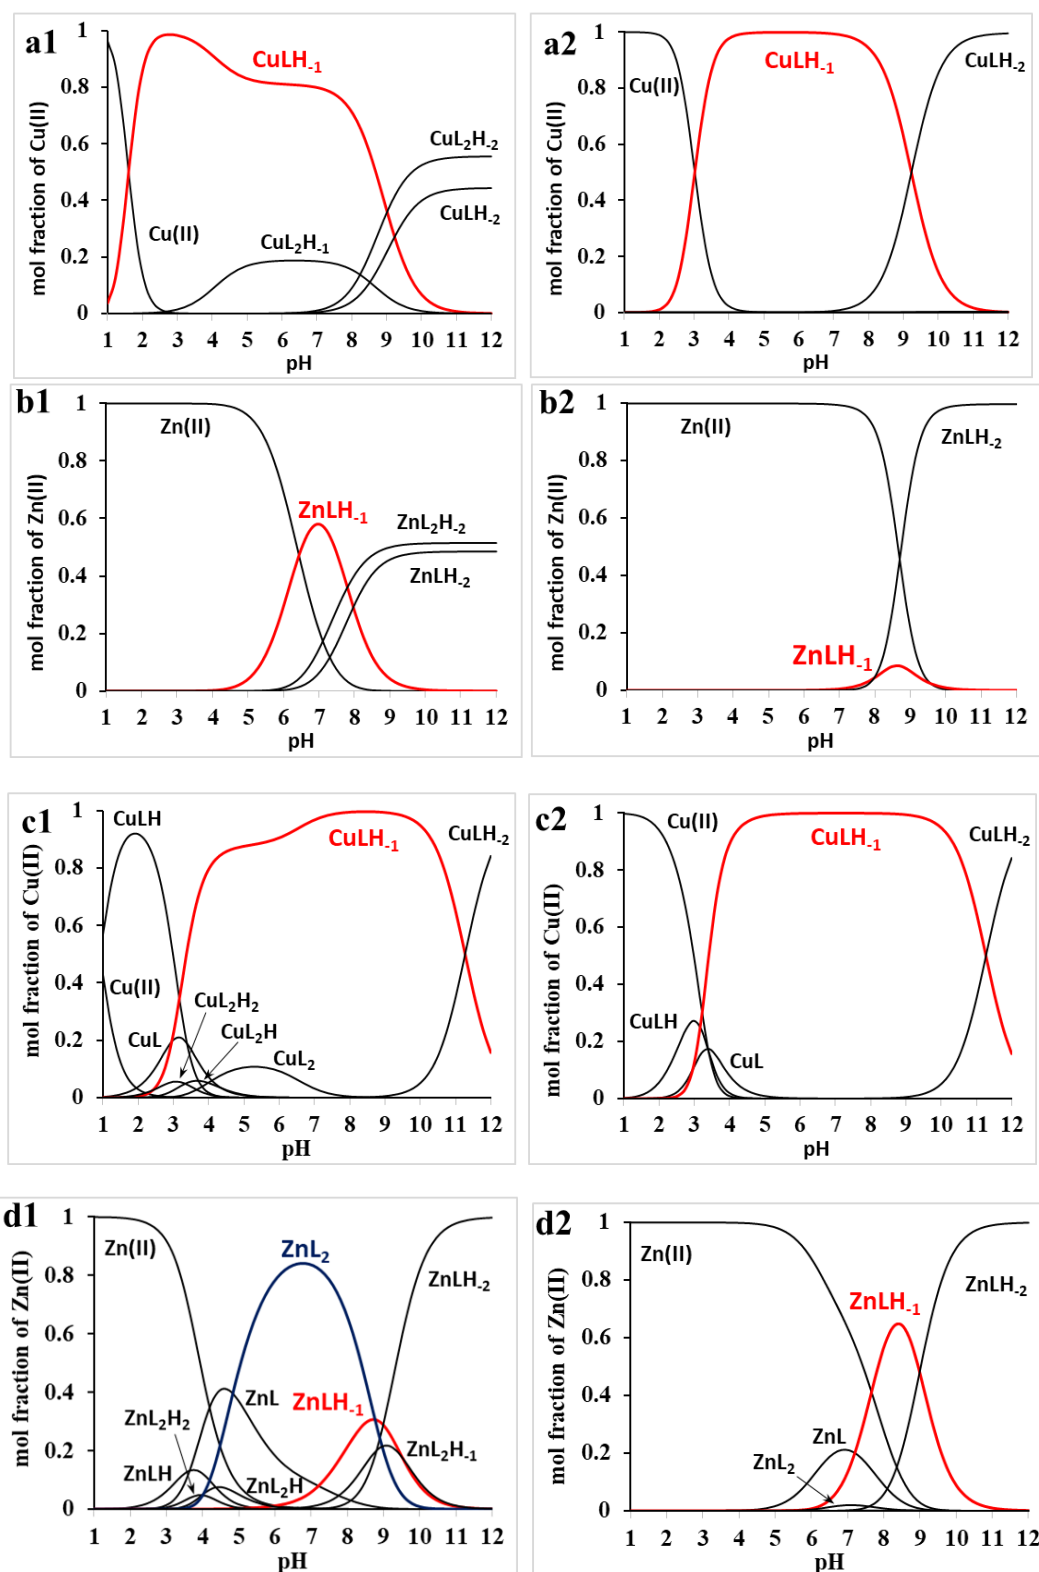 a1
mol fraction of Cu(II)
1
0.8
0.6
0.4
0.2
0
CuLH-1
Cu(II)
CuL2H-1
CuL2H-2
CuLH-2
1 2 3 4 5 6 7 8 9 10 11 12
pH
a2
mol fraction of Cu(II)
1
0.8
0.6
0.4
0.2
0
Cu(II)
CuLH-1
CuLH-2
1 2 3 4 5 6 7 8 9 10 11 12
pH
b1
mol fraction of Zn(II)
1
0.8
0.6
0.4
0.2
0
Zn(II)
ZnLH-1
ZnL2H-2
ZnLH-2
1 2 3 4 5 6 7 8 9 10 11 12
pH
b2
mol fraction of Zn(II)
1
0.8
0.6
0.4
0.2
0
Zn(II)
ZnLH-2
ZnLH-1
1 2 3 4 5 6 7 8 9 10 11 12
pH
c1
mol fraction of Cu(II)
1
0.8
0.6
0.4
0.2
0
CuLH
CuLH-1
CuLH-2
Cu(II)
CuL2H2
CuL
CuL2H
CuL2
1 2 3 4 5 6 7 8 9 10 11 12
pH
c2
mol fraction of Cu(II)
1
0.8
0.6
0.4
0.2
0
Cu(II)
CuLH-1
CuLH-2
CuLH
CuL
1 2 3 4 5 6 7 8 9 10 11 12
pH
d1
mol fraction of Zn(II)
1
0.8
0.6
0.4
0.2
0
Zn(II)
ZnL2
ZnLH-2
ZnL
ZnLH-1
ZnL2H2
ZnL2H-1
ZnLH
ZnL2H
1 2 3 4 5 6 7 8 9 10 11 12
pH
d2
mol fraction of Zn(II)
1
0.8
0.6
0.4
0.2
0
Zn(II)
ZnLH-1
ZnLH-2
ZnL
ZnL2
1 2 3 4 5 6 7 8 9 10 11 12
pH